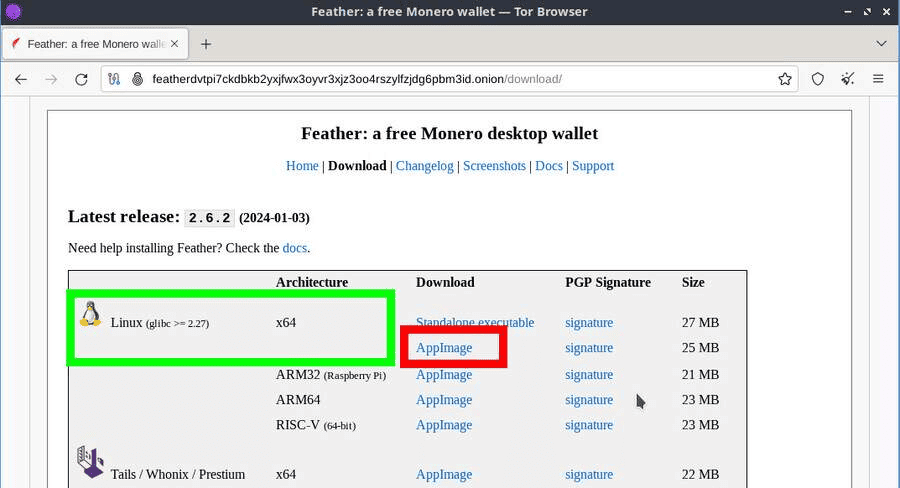 Feather: a free Monero wallet — Tor Browser
Feather: a free Monero walle
featherdvtpi7ckdbkb2yxjfwx3oyvr3xjz3oo4rszylfzjdg6pbm3id.onion/download/
Feather: a free Monero desktop wallet
Home | Download | Changelog | Screenshots | Docs | Support
Latest release: 2.6.2 (2024-01-03)
Need help installing Feather? Check the docs.
Architecture Download PGP Signature Size
Linux (glibc >= 2.27) x64 Standalone executable signature 27 MB
AppImage signature 25 MB
ARM32 (Raspberry Pi) AppImage signature 21 MB
ARM64 AppImage signature 23 MB
RISC-V (64-bit) AppImage signature 23 MB
Tails / Whonix / Prestium x64 AppImage signature 22 MB